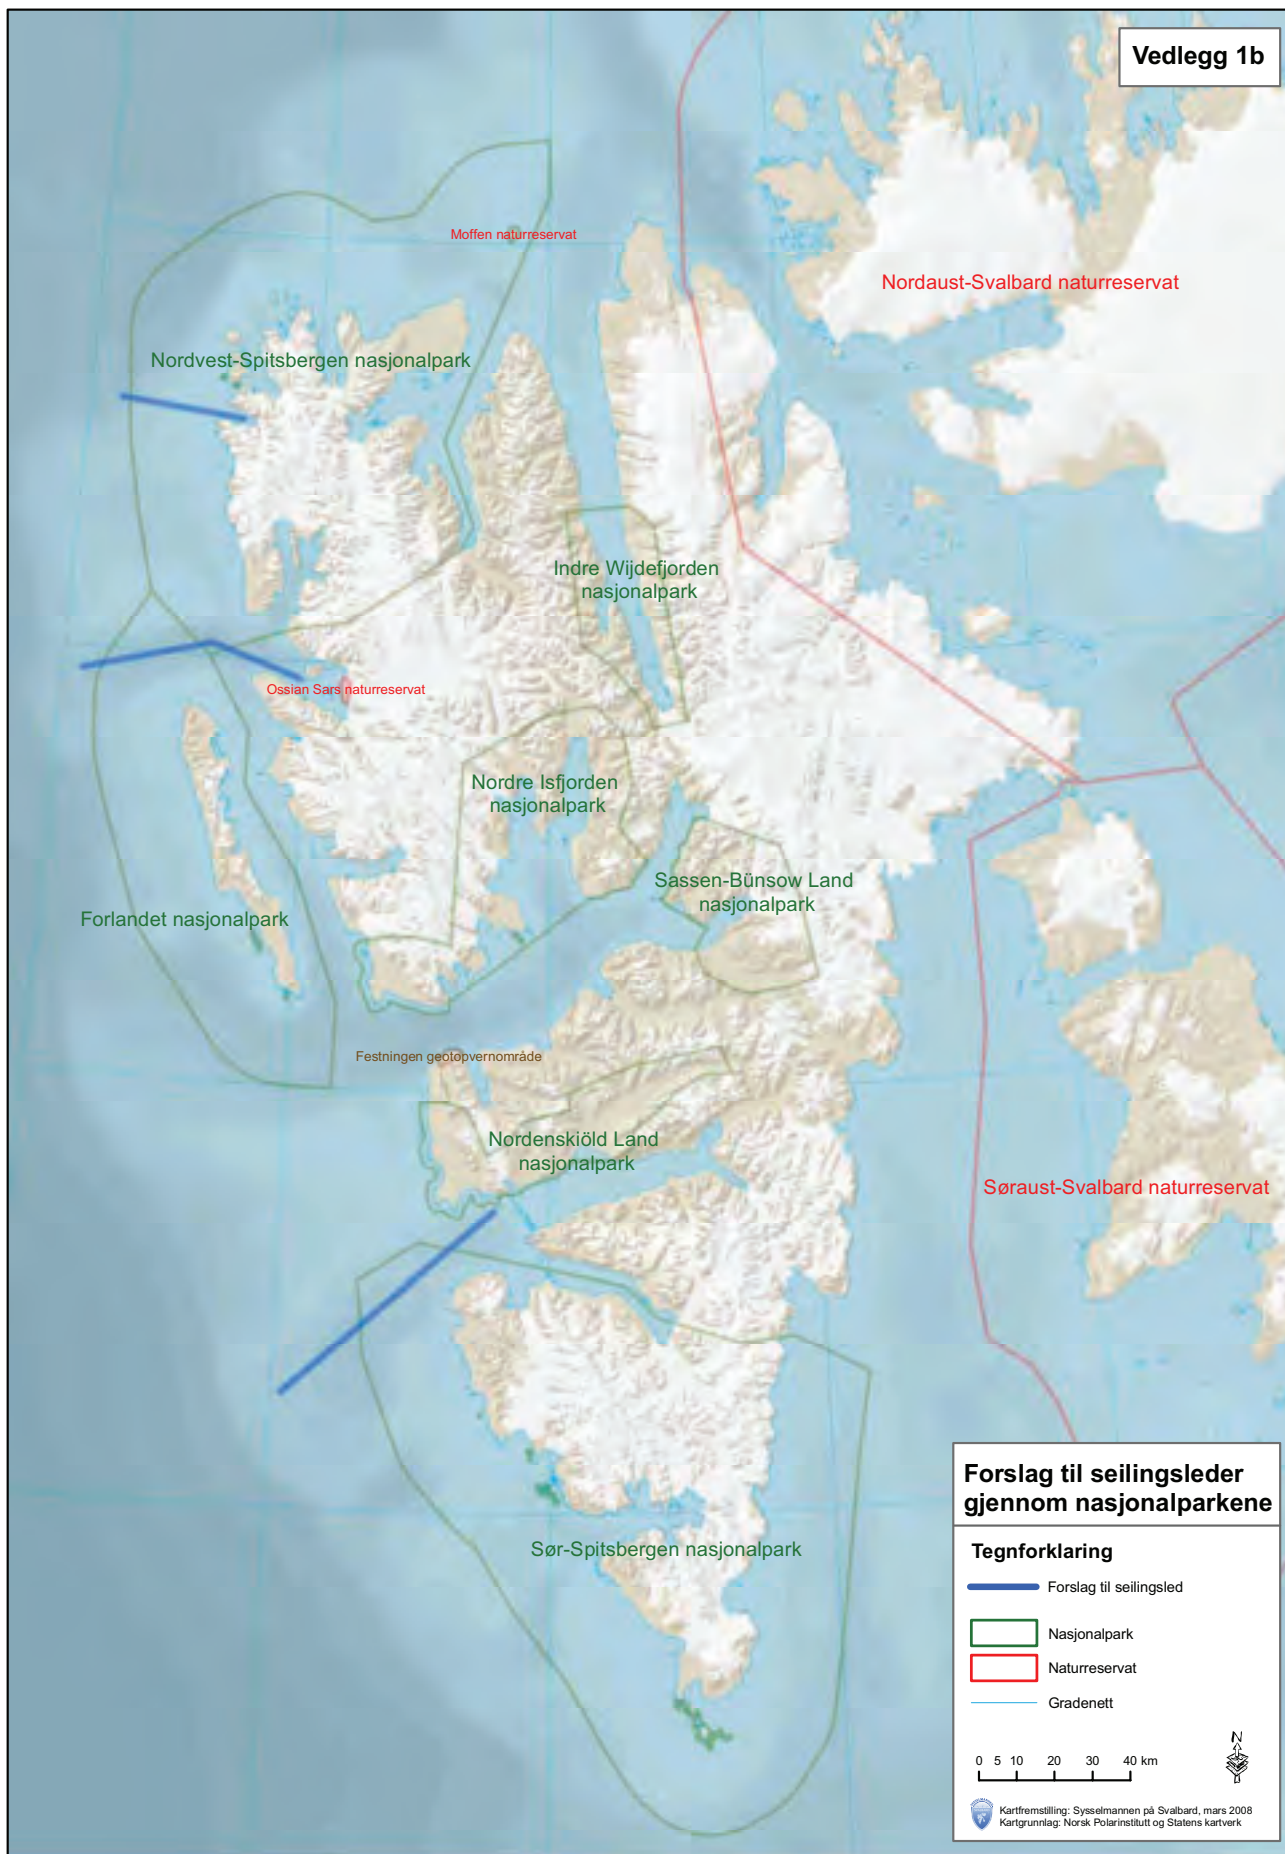 Vedlegg 1b
Moffen naturreservat
Nordaust-Svalbard naturreservat
Nordvest-Spitsbergen nasjonalpark
Indre Wijdefjorden
nasjonalpark
Ossian Sars naturreservat
Nordre Isfjorden
nasjonalpark
Sassen-Bünsow Land
nasjonalpark
Forlandet nasjonalpark
Festningen geotopvernområde
Nordenskiöld Land
nasjonalpark
Søraust-Svalbard naturreservat
Sør-Spitsbergen nasjonalpark
Forslag til seilingsleder
gjennom nasjonalparkene
Tegnforklaring
Forslag til seilingsled
Nasjonalpark
Naturreservat
Gradenett
N
0 5 10 20 30 40 km
Kartfremstilling: Sysselmannen på Svalbard, mars 2008
Kartgrunnlag: Norsk Polarinstitutt og Statens kartverk